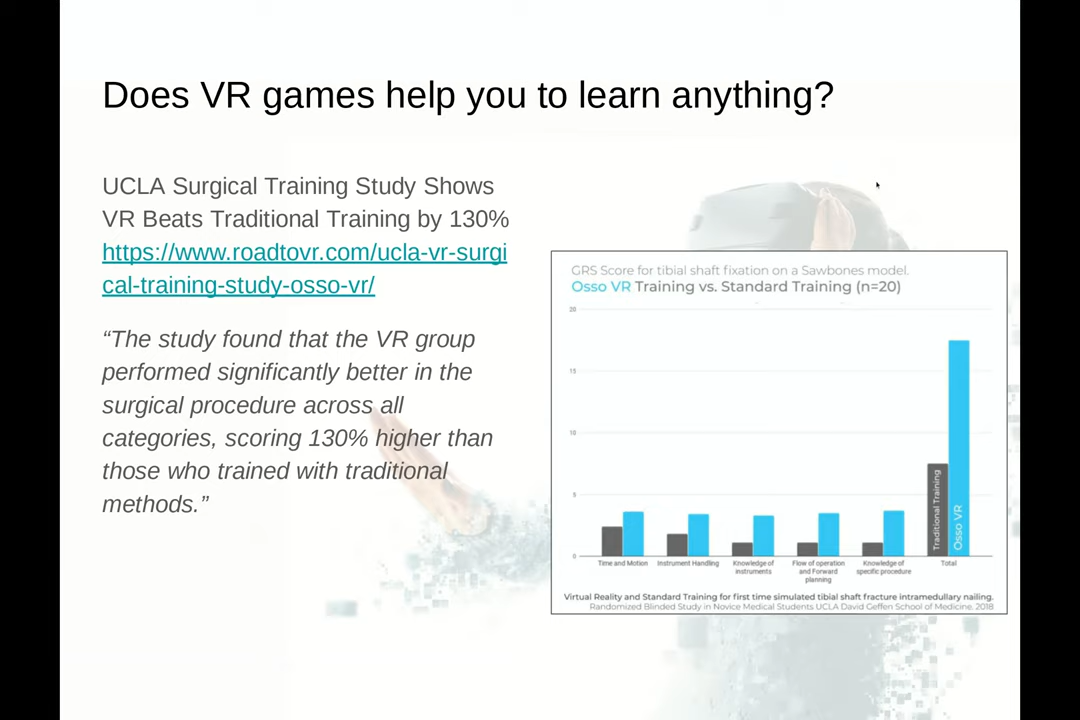 Does VR games help you to learn anything?
UCLA Surgical Training Study Shows
VR Beats Traditional Training by 130%
https://www.roadtovr.com/ucla-vr-surgi
cal-training-study-osso-vr/
“The study found that the VR group
performed significantly better in the
surgical procedure across all
categories, scoring 130% higher than
those who trained with traditional
methods.”
GRS Score for tibial shaft fixation on a Sawbones model.
Osso VR Training vs. Standard Training (n=20)
20
15
10
5
0
Traditional Training
Osso VR
Time and Motion
Instrument Handling
Knowledge of
instruments
Flow of operation
and Forward
planning
Knowledge of
specific procedure
Total
Virtual Reality and Standard Training for first time simulated tibial shaft fracture intramedullary nailing.
Randomized Blinded Study in Novice Medical Students UCLA David Geffen School of Medicine. 2018